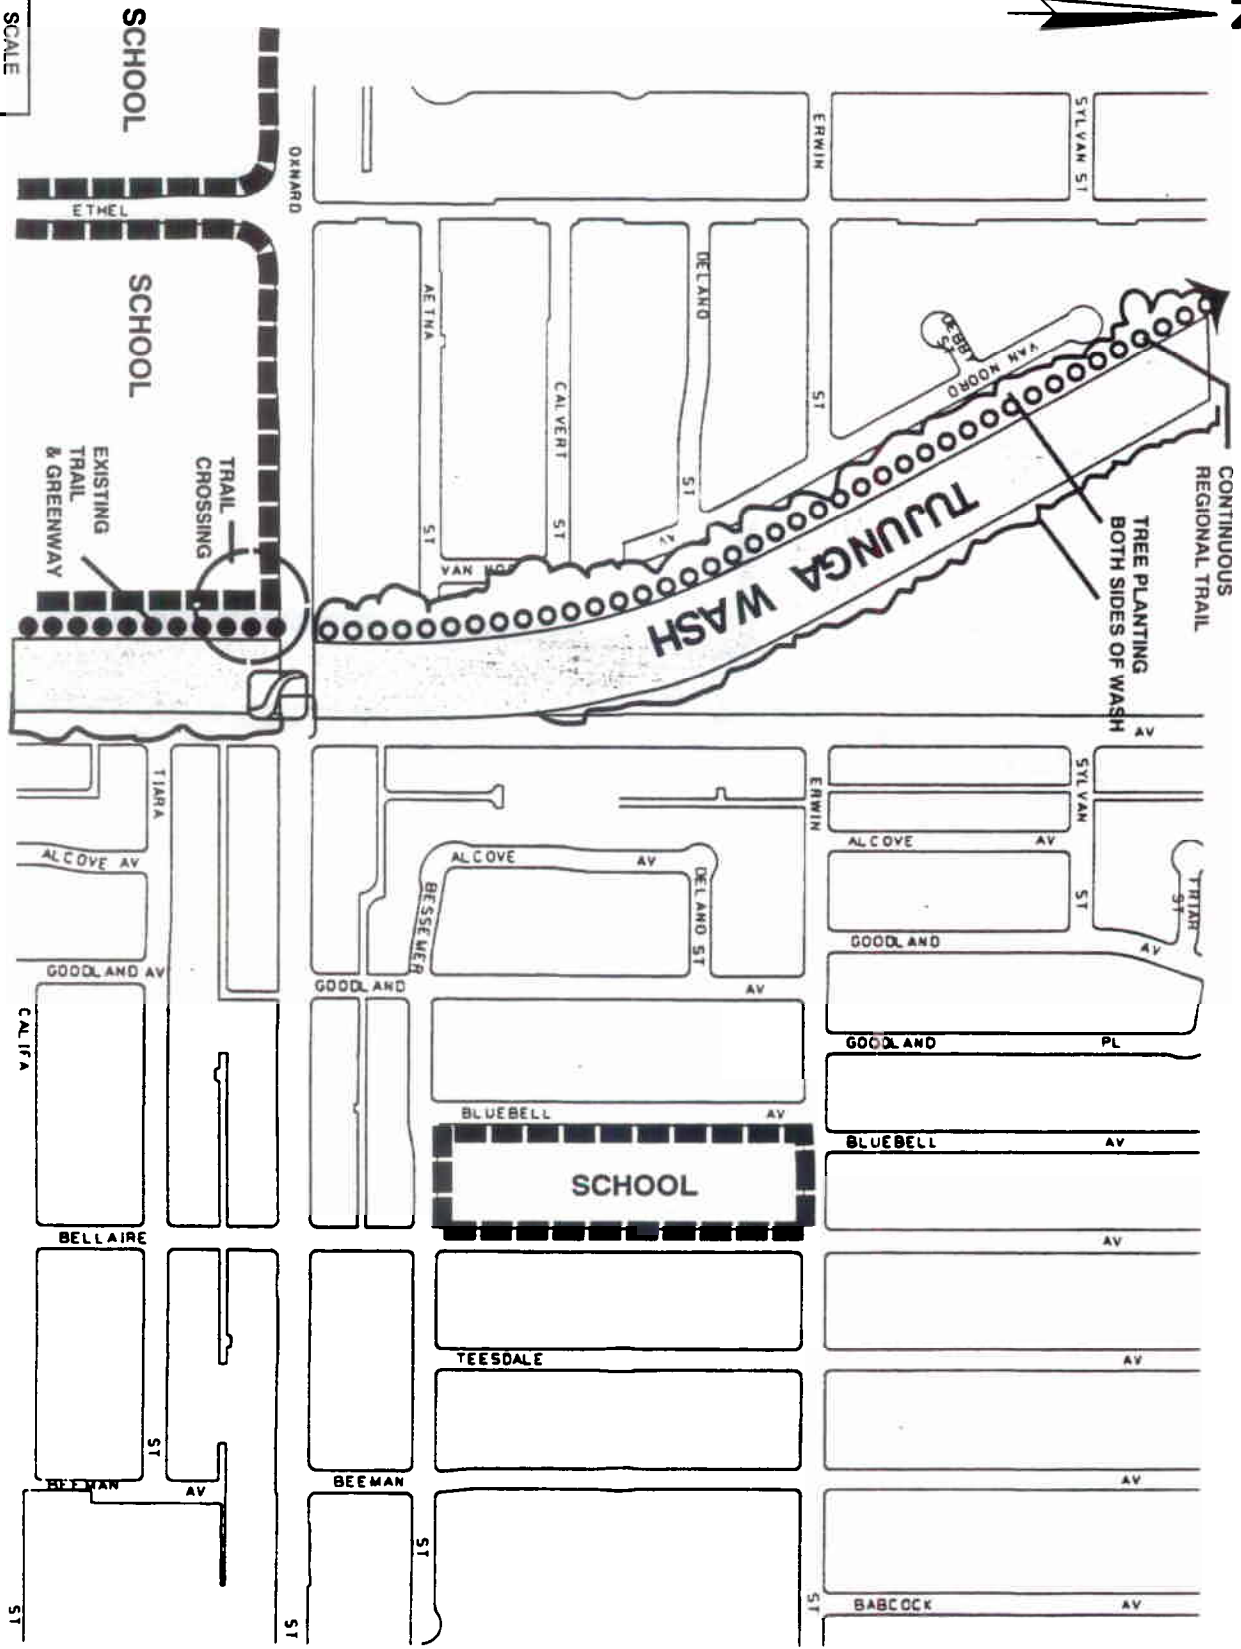 SCALE
SCHOOL
ETHEL
SCHOOL
OXNARD
ERWIN
SYLVAN ST
AETNA
ST
CALVERT
ST
DELANO
ST
ST
DEBBY
ST
VAN NOORD
AV
TUJUNGA WASH
CONTINUOUS
REGIONAL TRAIL
TREE PLANTING
BOTH SIDES OF WASH
TRAIL
CROSSING
EXISTING
TRAIL
& GREENWAY
AV
TIARA
ERWIN
SYLVAN
ALCOVE AV
ALCOVE AV
ALCOVE AV
BESSEMER
DELANO ST
ST
FRIAR
ST
GOODLAND AV
GOODLAND AV
GOODLAND AV
CALIFA
GOODLAND PL
BLUEBELL AV
BLUEBELL AV
SCHOOL
BELLAIRE
AV
TEESDALE
AV
ST
BEEMAN AV
BEEMAN
AV
ST
BABCOCK AV
ST
ST
ST